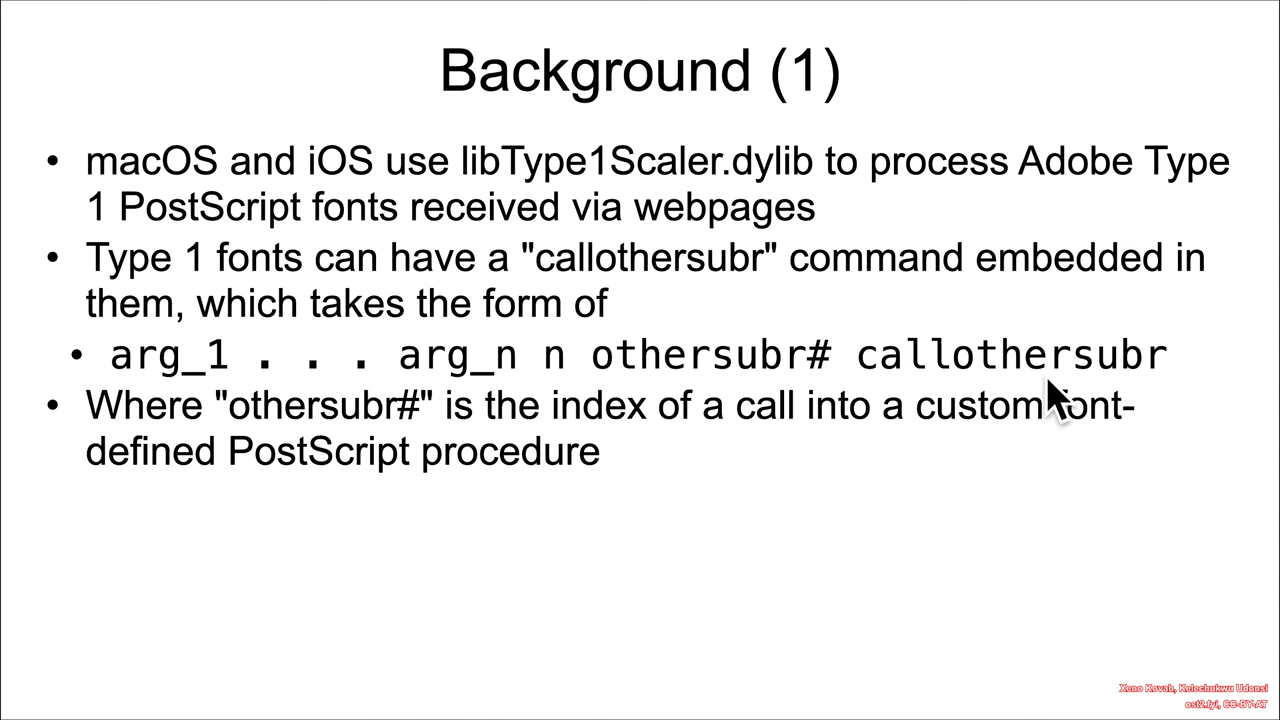 Background (1)
• macOS and iOS use libType1Scaler.dylib to process Adobe Type
1 PostScript fonts received via webpages
• Type 1 fonts can have a "callothersubr" command embedded in
them, which takes the form of
• arg_1 . . . arg_n n othersubr# callothersubr
• Where "othersubr#" is the index of a call into a custom font-
defined PostScript procedure
Xeno Kovah, Kelechukwu Udonsi
ost2.fyi, CC-BY-AT